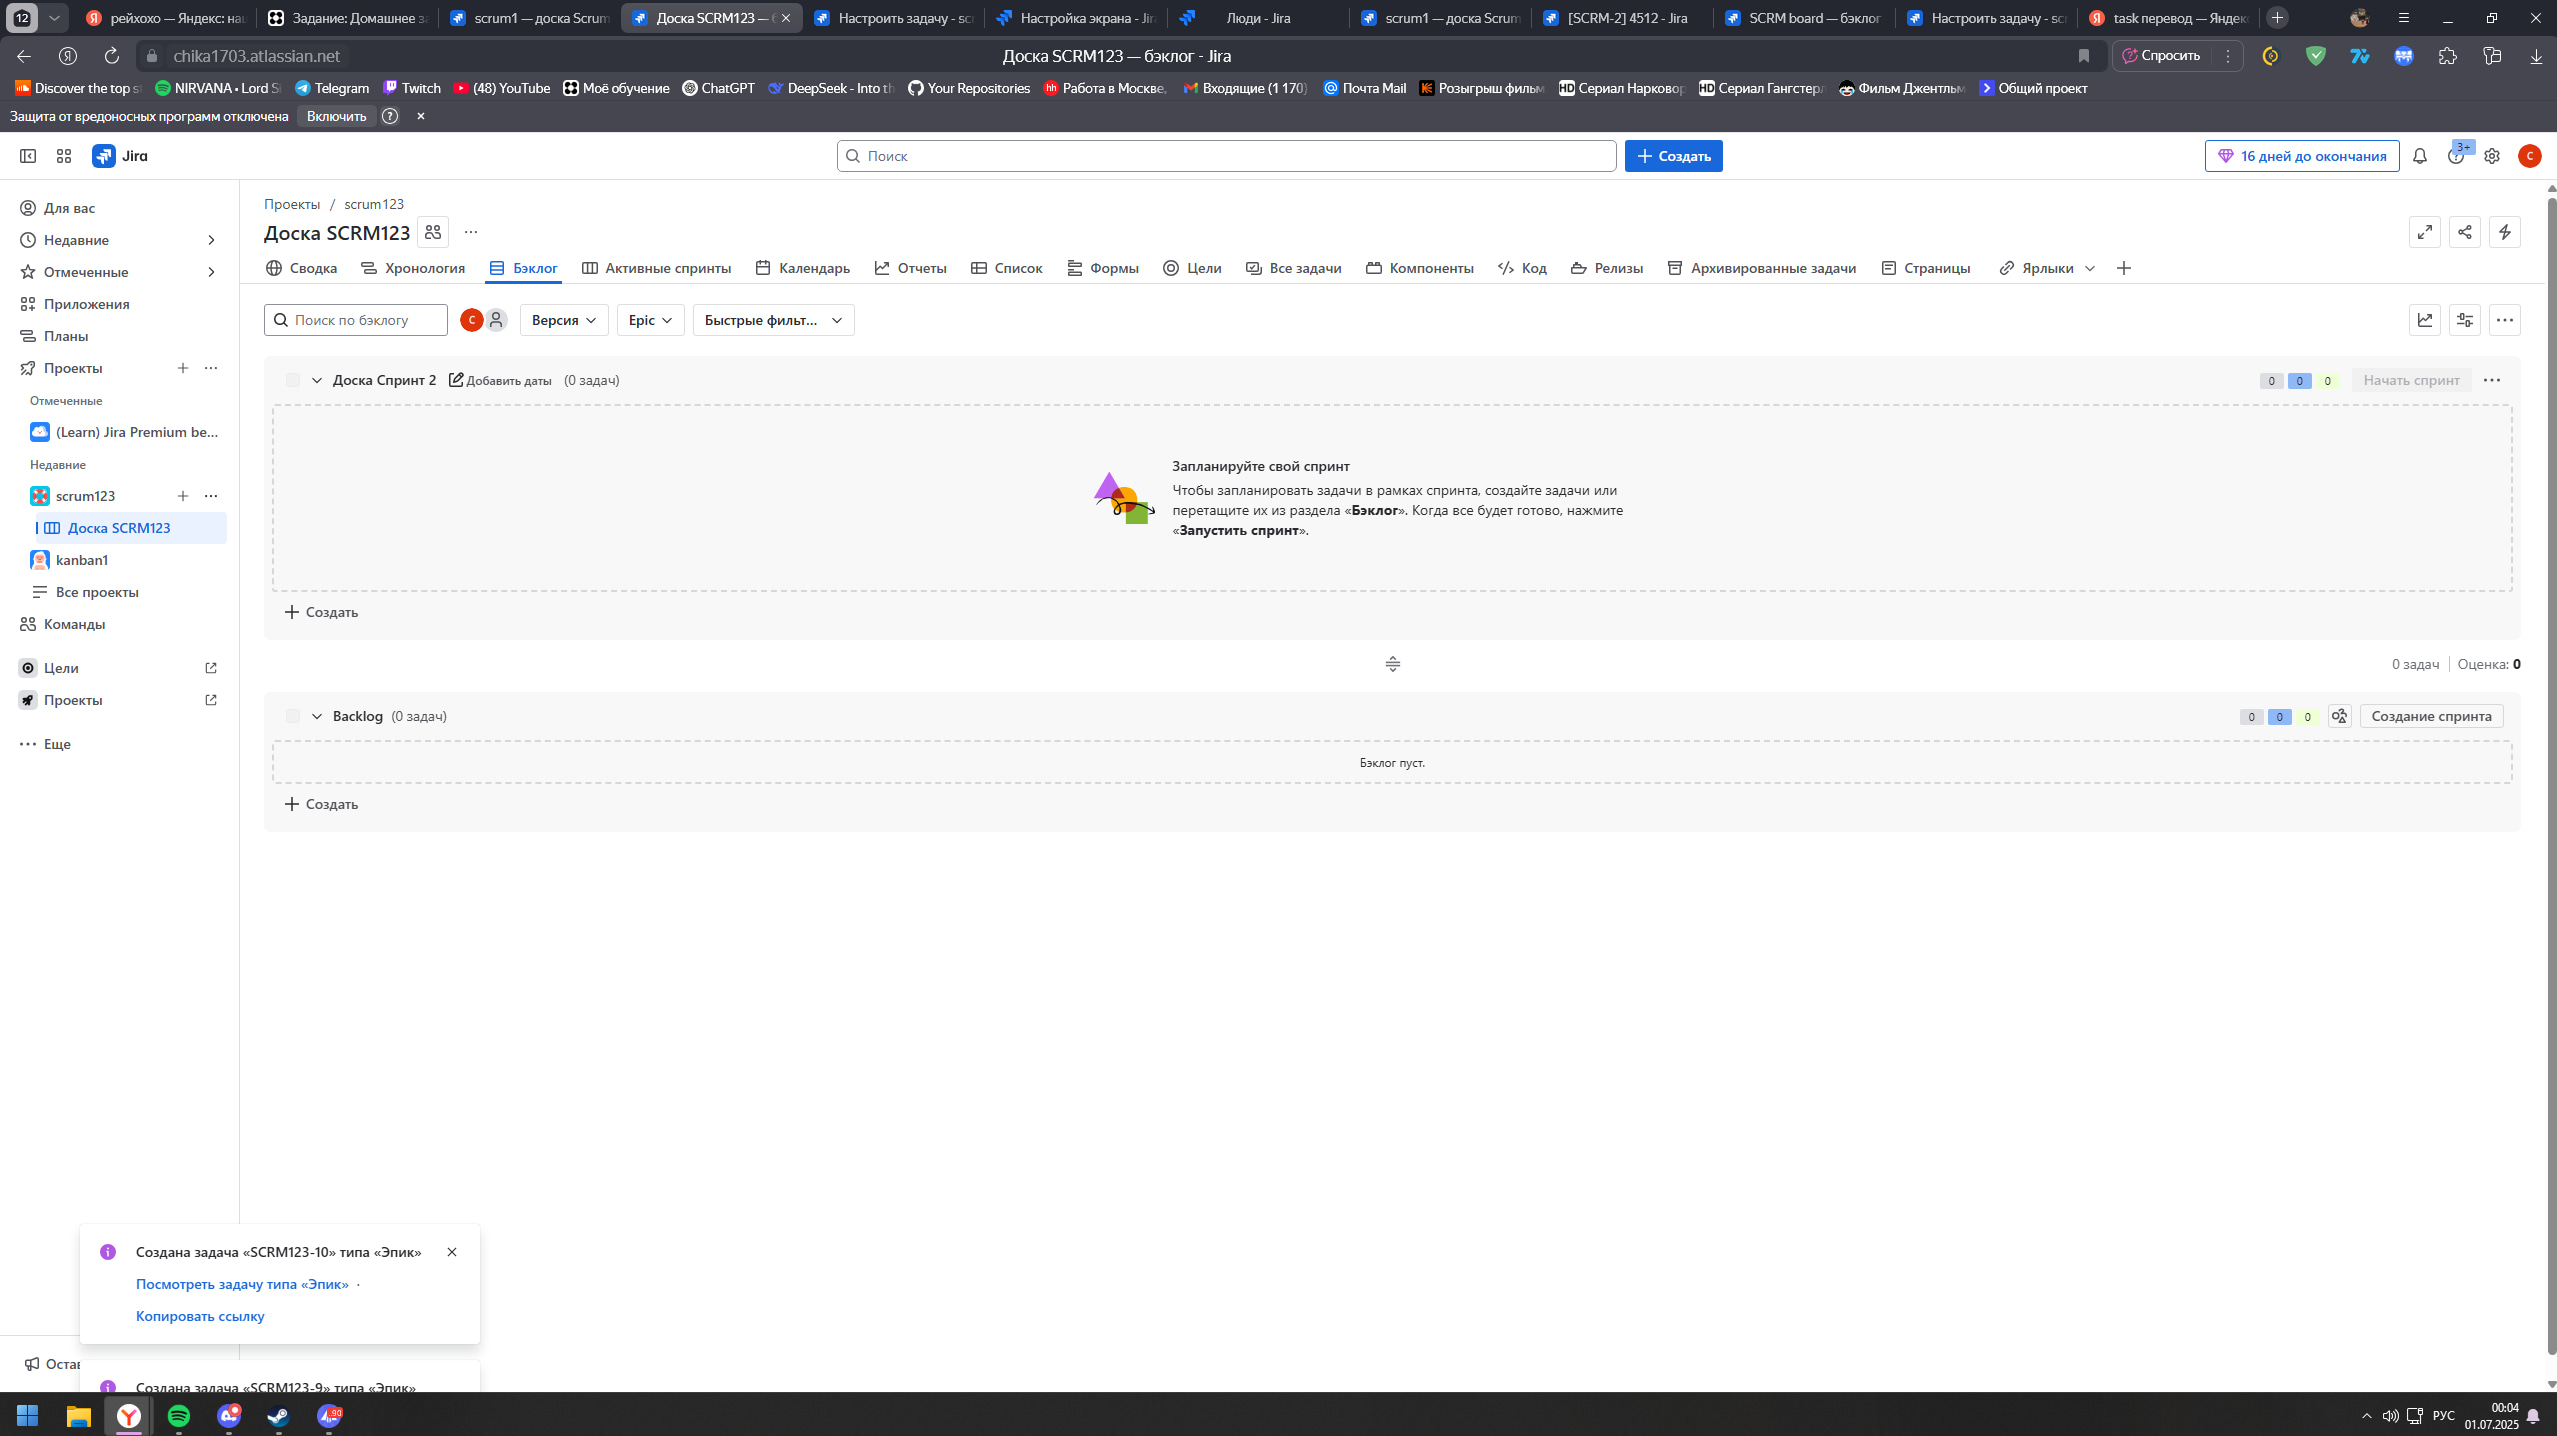 12
рейхохо — Яндекс: на
Задание: Домашнее за
scrum1 — доска Scrum
Доска SCRM123 — б
Настроить задачу - scr
Настройка экрана - Jir
Люди - Jira
scrum1 — доска Scrum
[SCRM-2] 4512 - Jira
SCRM board — бэклог
Настроить задачу - scr
task перевод — Яндекс
chika1703.atlassian.net
Доска SCRM123 — бэклог - Jira
Спросить
Discover the top s
NIRVANA • Lord S
Telegram
Twitch
(48) YouTube
Моё обучение
ChatGPT
DeepSeek - Into th
Your Repositories
Работа в Москве,
Входящие (1 170)
Почта Mail
Розыгрыш фильм
Сериал Нарковор
Сериал Гангстерл
Фильм Джентльм
Общий проект
Защита от вредоносных программ отключена
Включить
Jira
Поиск
Создать
16 дней до окончания
3+
C
Для вас
Недавние
Отмеченные
Приложения
Планы
Проекты
Отмеченные
(Learn) Jira Premium be...
Недавние
scrum123
Доска SCRM123
kanban1
Все проекты
Команды
Цели
Проекты
Еще
Проекты / scrum123
Доска SCRM123
Сводка
Хронология
Бэклог
Активные спринты
Календарь
Отчеты
Список
Формы
Цели
Все задачи
Компоненты
Код
Релизы
Архивированные задачи
Страницы
Ярлыки
Поиск по бэклогу
C
Версия
Epic
Быстрые фильт...
Доска Спринт 2
Добавить даты
(0 задач)
0 0 0
Начать спринт
Запланируйте свой спринт
Чтобы запланировать задачи в рамках спринта, создайте задачи или
перетащите их из раздела «Бэклог». Когда все будет готово, нажмите
«Запустить спринт».
Создать
0 задач
Оценка: 0
Backlog
(0 задач)
0 0 0
Создание спринта
Бэклог пуст.
Создать
Создана задача «SCRM123-10» типа «Эпик»
Посмотреть задачу типа «Эпик» ·
Копировать ссылку
Остав
Создана задача «SCRM123-9» типа «Эпик»
90
РУС
00:04
01.07.2025